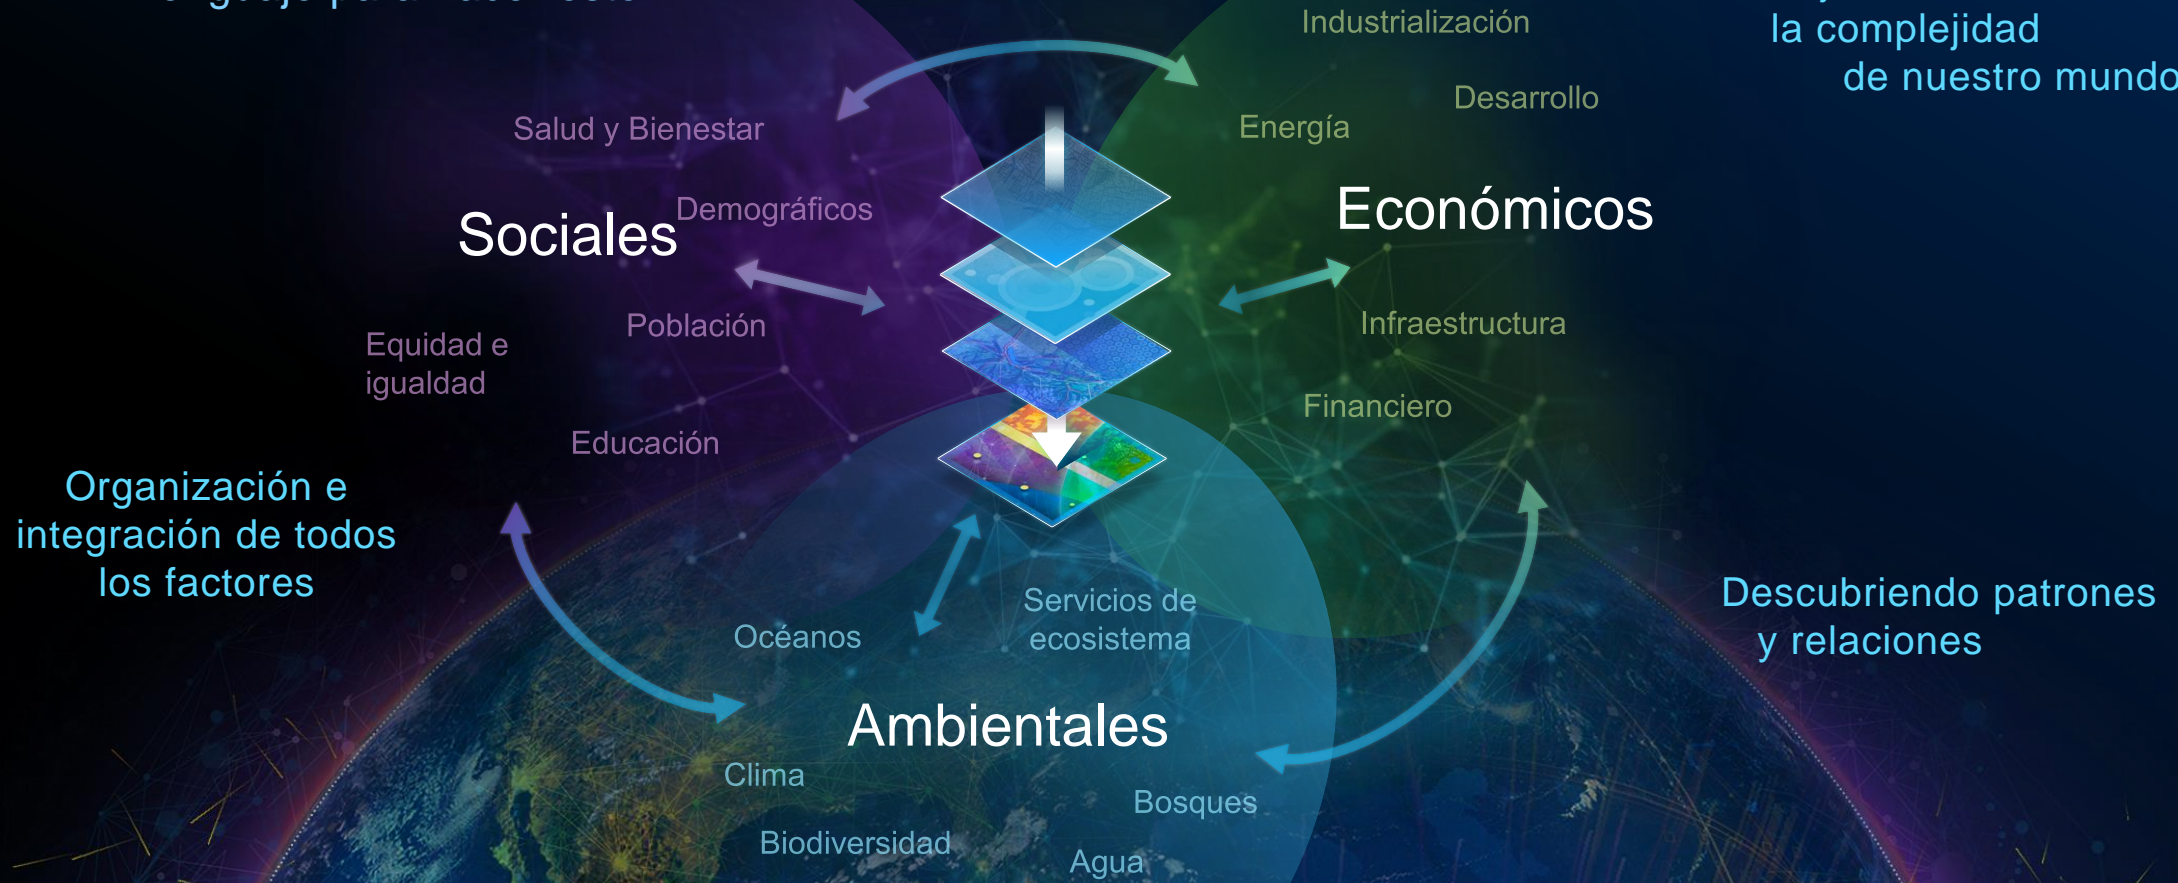 Industrialización
la complejidad
de nuestro mundo
Desarrollo
Salud y Bienestar
Energía
Demográficos
Sociales
Económicos
Población
Infraestructura
Equidad e
igualdad
Financiero
Educación
Organización e
integración de todos
los factores
Descubriendo patrones
y relaciones
Servicios de
ecosistema
Océanos
Ambientales
Clima
Bosques
Biodiversidad
Agua